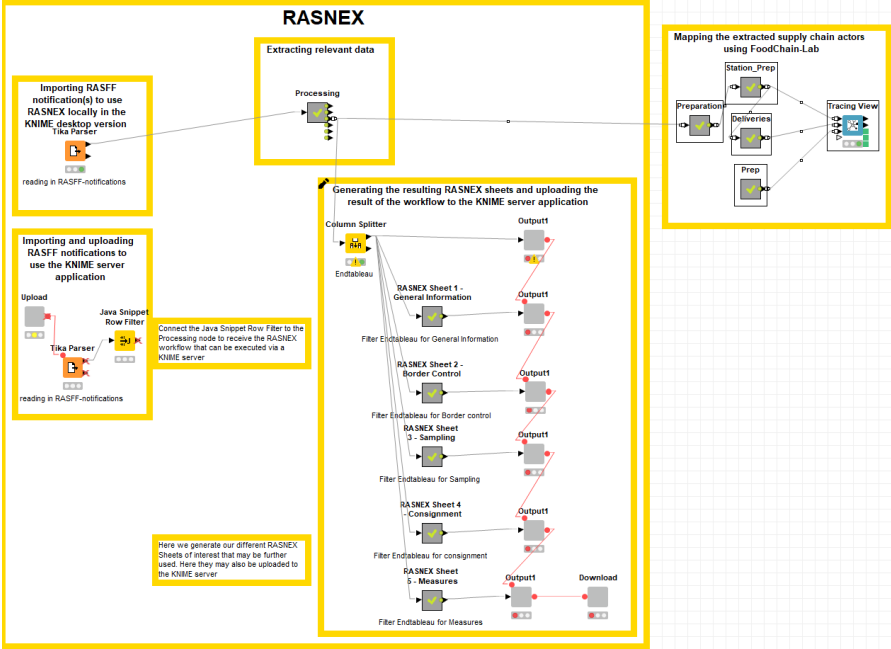 RASNEX
Extracting relevant data
Processing
Importing RASFF
notification(s) to use
RASNEX locally in the
KNIME desktop version
Tika Parser
reading in RASFF-notifications
Mapping the extracted supply chain actors
using FoodChain-Lab
Station_Prep
Preparation
Deliveries
Tracing View
Prep
Generating the resulting RASNEX sheets and uploading the
result of the workflow to the KNIME server application
Column Splitter
Endtableau
Output1
RASNEX Sheet 1 -
General Information
Filter Endtableau for General Information
Output1
RASNEX Sheet 2 -
Border Control
Filter Endtableau for Border control
Output1
RASNEX Sheet
3 - Sampling
Filter Endtableau for Sampling
Output1
RASNEX Sheet 4
- Consignment
Filter Endtableau for consignment
Output1
RASNEX Sheet
5 - Measures
Filter Endtableau for Measures
Output1
Download
Importing and uploading
RASFF notifications to
use the KNIME server
application
Upload
Java Snippet
Row Filter
Tika Parser
reading in RASFF-notifications
Connect the Java Snippet Row Filter to the
Processing node to receive the RASNEX
workflow that can be executed via a
KNIME server
Here we generate our different RASNEX
Sheets of interest that may be further
used. Here they may also be uploaded to
the KNIME server